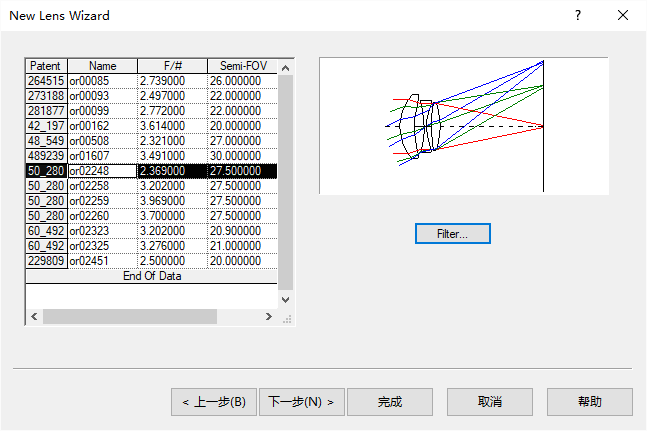 New Lens Wizard
Patent Name F/# Semi-FOV
264515 or00085 2.739000 26.000000
273188 or00093 2.497000 22.000000
281877 or00099 2.772000 22.000000
42_197 or00162 3.614000 20.000000
48_549 or00508 2.321000 27.000000
489239 or01607 3.491000 30.000000
50_280 or02248 2.369000 27.500000
50_280 or02258 3.202000 27.500000
50_280 or02259 3.969000 27.500000
50_280 or02260 3.700000 27.500000
60_492 or02323 3.202000 20.900000
60_492 or02325 3.276000 21.000000
229809 or02451 2.500000 20.000000
End Of Data
Filter...
< 上一步(B) 下一步(N) > 完成 取消 帮助